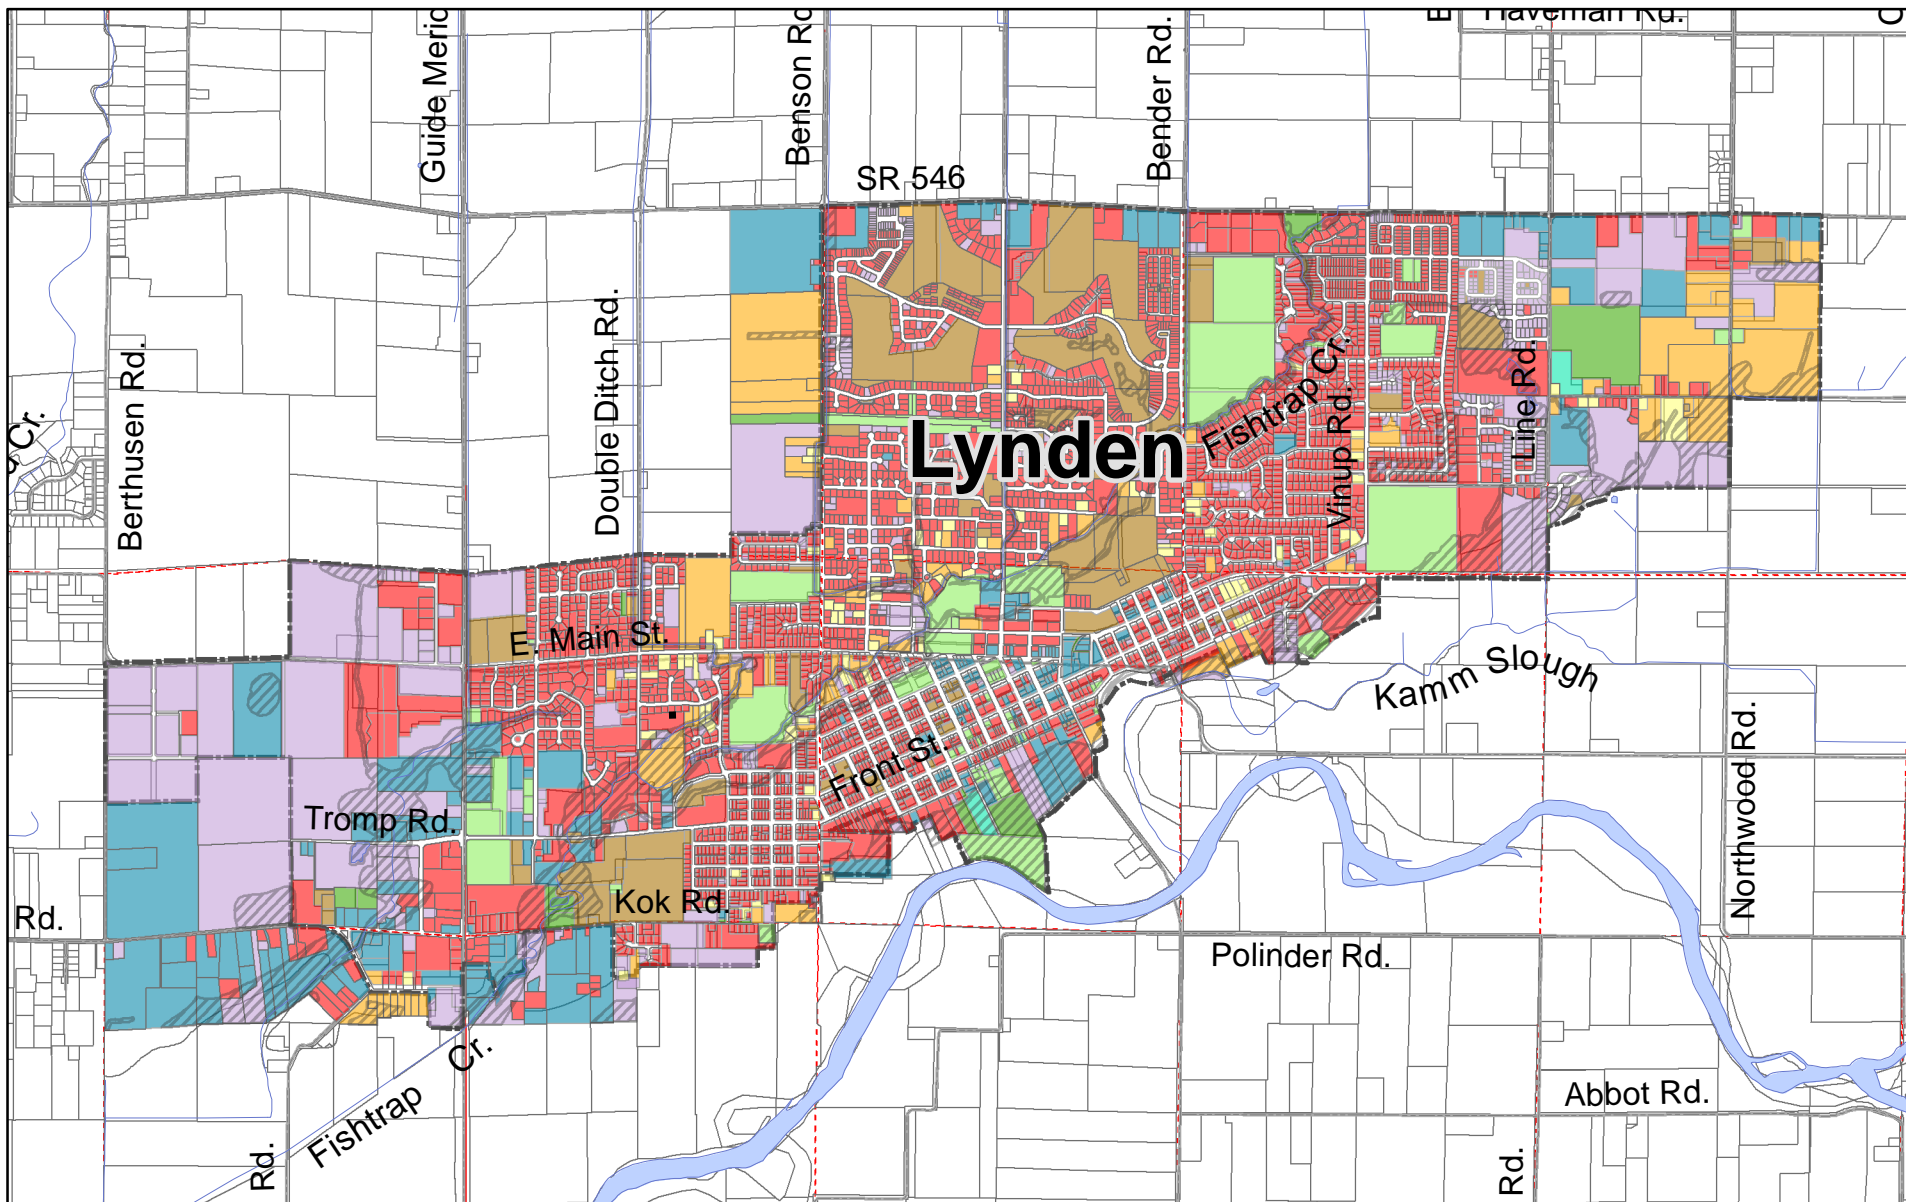 Haveman Rd.
Guide Meric
Benson Rd
Bender Rd.
SR 546
Berthusen Rd.
Double Ditch Rd.
Fishtrap Cr.
Vinup Rd.
Line Rd.
Cr.
Lynden
E. Main St.
Kamm Slough
Front St.
Tromp Rd.
Northwood Rd.
Kok Rd.
Rd.
Polinder Rd.
Fishtrap Cr.
Abbot Rd.
Rd.
Rd.